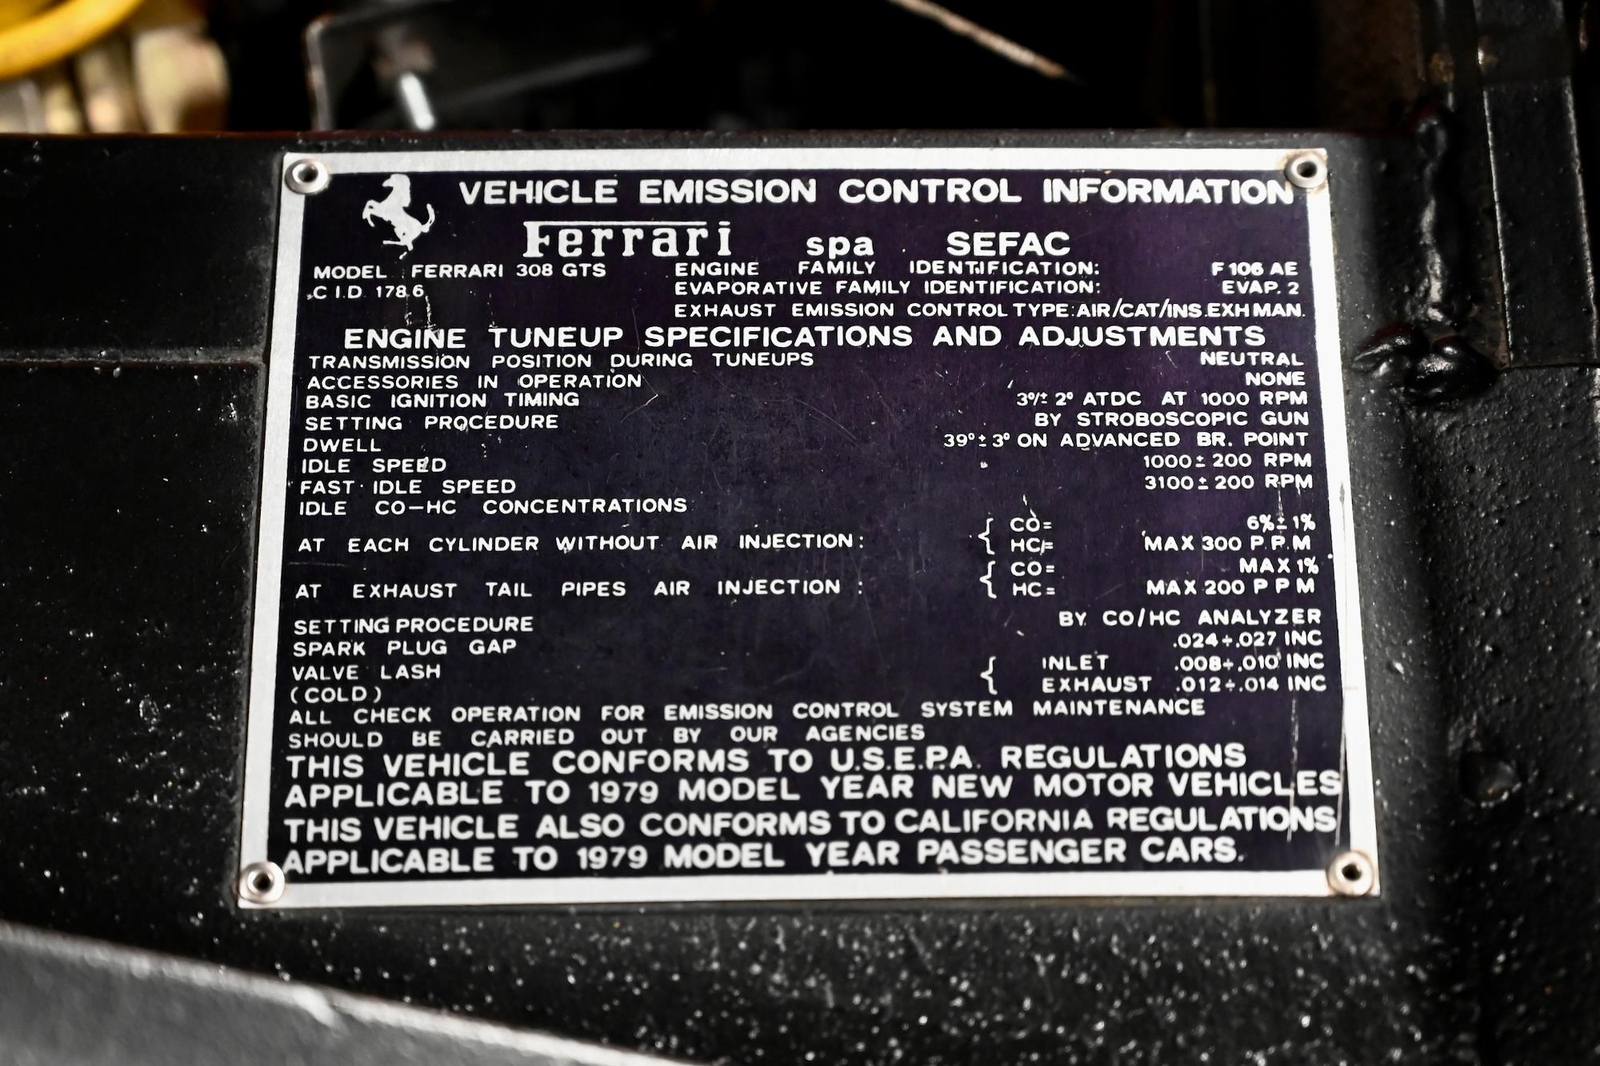 VEHICLE EMISSION CONTROL INFORMATION
Ferrari spa SEFAC
MODEL FERRARI 308 GTS ENGINE FAMILY IDENTIFICATION: F 106 AE
C I.D. 178.6 EVAPORATIVE FAMILY IDENTIFICATION: EVAP. 2
EXHAUST EMISSION CONTROL TYPE: AIR/CAT/INS.EXH MAN.
ENGINE TUNEUP SPECIFICATIONS AND ADJUSTMENTS
TRANSMISSION POSITION DURING TUNEUPS NEUTRAL
ACCESSORIES IN OPERATION NONE
BASIC IGNITION TIMING 3°/± 2° ATDC AT 1000 RPM
SETTING PROCEDURE BY STROBOSCOPIC GUN
DWELL 39°± 3° ON ADVANCED BR. POINT
IDLE SPEED 1000± 200 RPM
FAST IDLE SPEED 3100± 200 RPM
IDLE CO-HC CONCENTRATIONS
AT EACH CYLINDER WITHOUT AIR INJECTION: { CO= 6%± 1%
HC= MAX 300 P.P.M
AT EXHAUST TAIL PIPES AIR INJECTION : { CO= MAX 1%
HC= MAX 200 P P M
SETTING PROCEDURE BY CO/HC ANALYZER
SPARK PLUG GAP .024÷.027 INC
VALVE LASH { INLET .008÷.010 INC
(COLD) EXHAUST .012÷.014 INC
ALL CHECK OPERATION FOR EMISSION CONTROL SYSTEM MAINTENANCE
SHOULD BE CARRIED OUT BY OUR AGENCIES
THIS VEHICLE CONFORMS TO U.S.E.P.A. REGULATIONS
APPLICABLE TO 1979 MODEL YEAR NEW MOTOR VEHICLES
THIS VEHICLE ALSO CONFORMS TO CALIFORNIA REGULATIONS
APPLICABLE TO 1979 MODEL YEAR PASSENGER CARS.